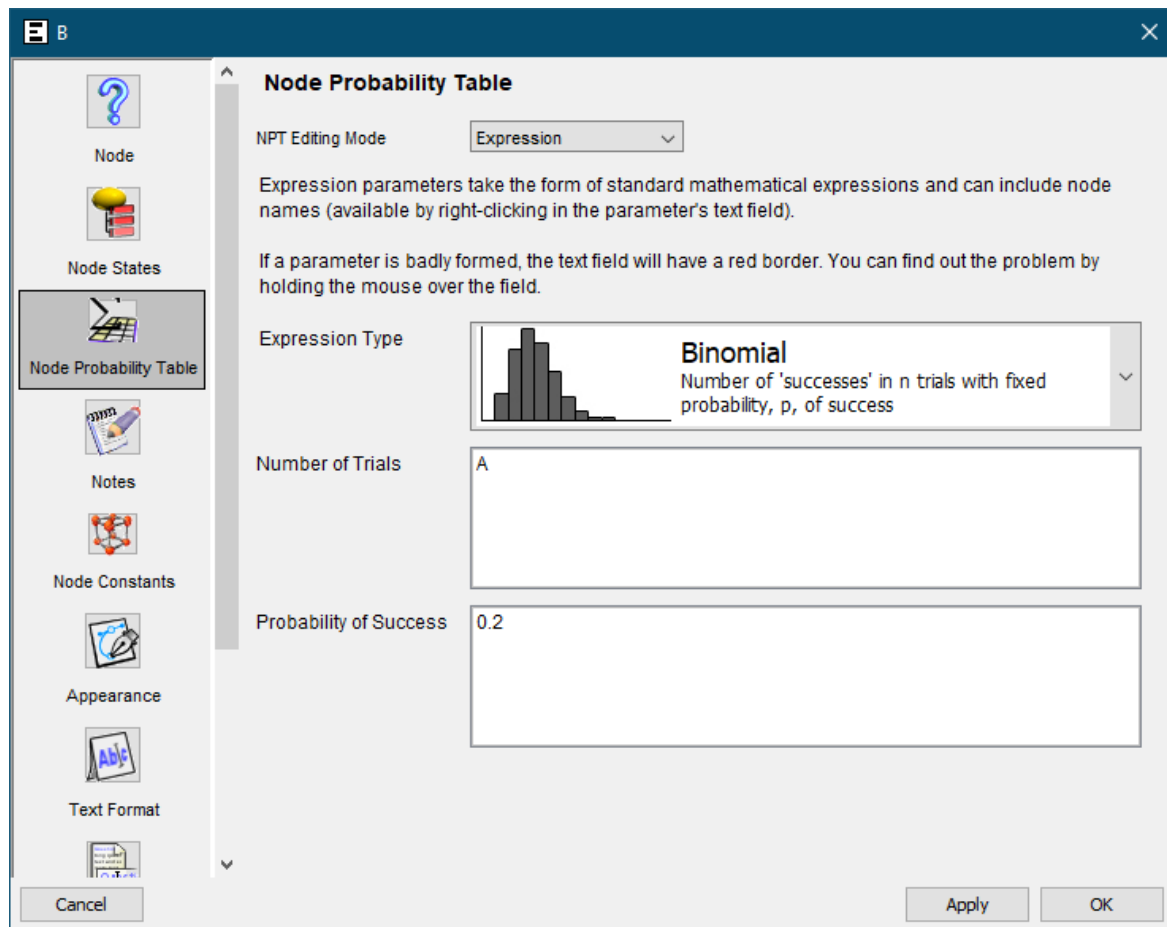 B
Node Probability Table
NPT Editing Mode
Expression
Expression parameters take the form of standard mathematical expressions and can include node
names (available by right-clicking in the parameter's text field).
If a parameter is badly formed, the text field will have a red border. You can find out the problem by
holding the mouse over the field.
Expression Type
Binomial
Number of 'successes' in n trials with fixed
probability, p, of success
Number of Trials
A
Probability of Success
0.2
Node
Node States
Node Probability Table
Notes
Node Constants
Appearance
Text Format
Cancel
Apply
OK